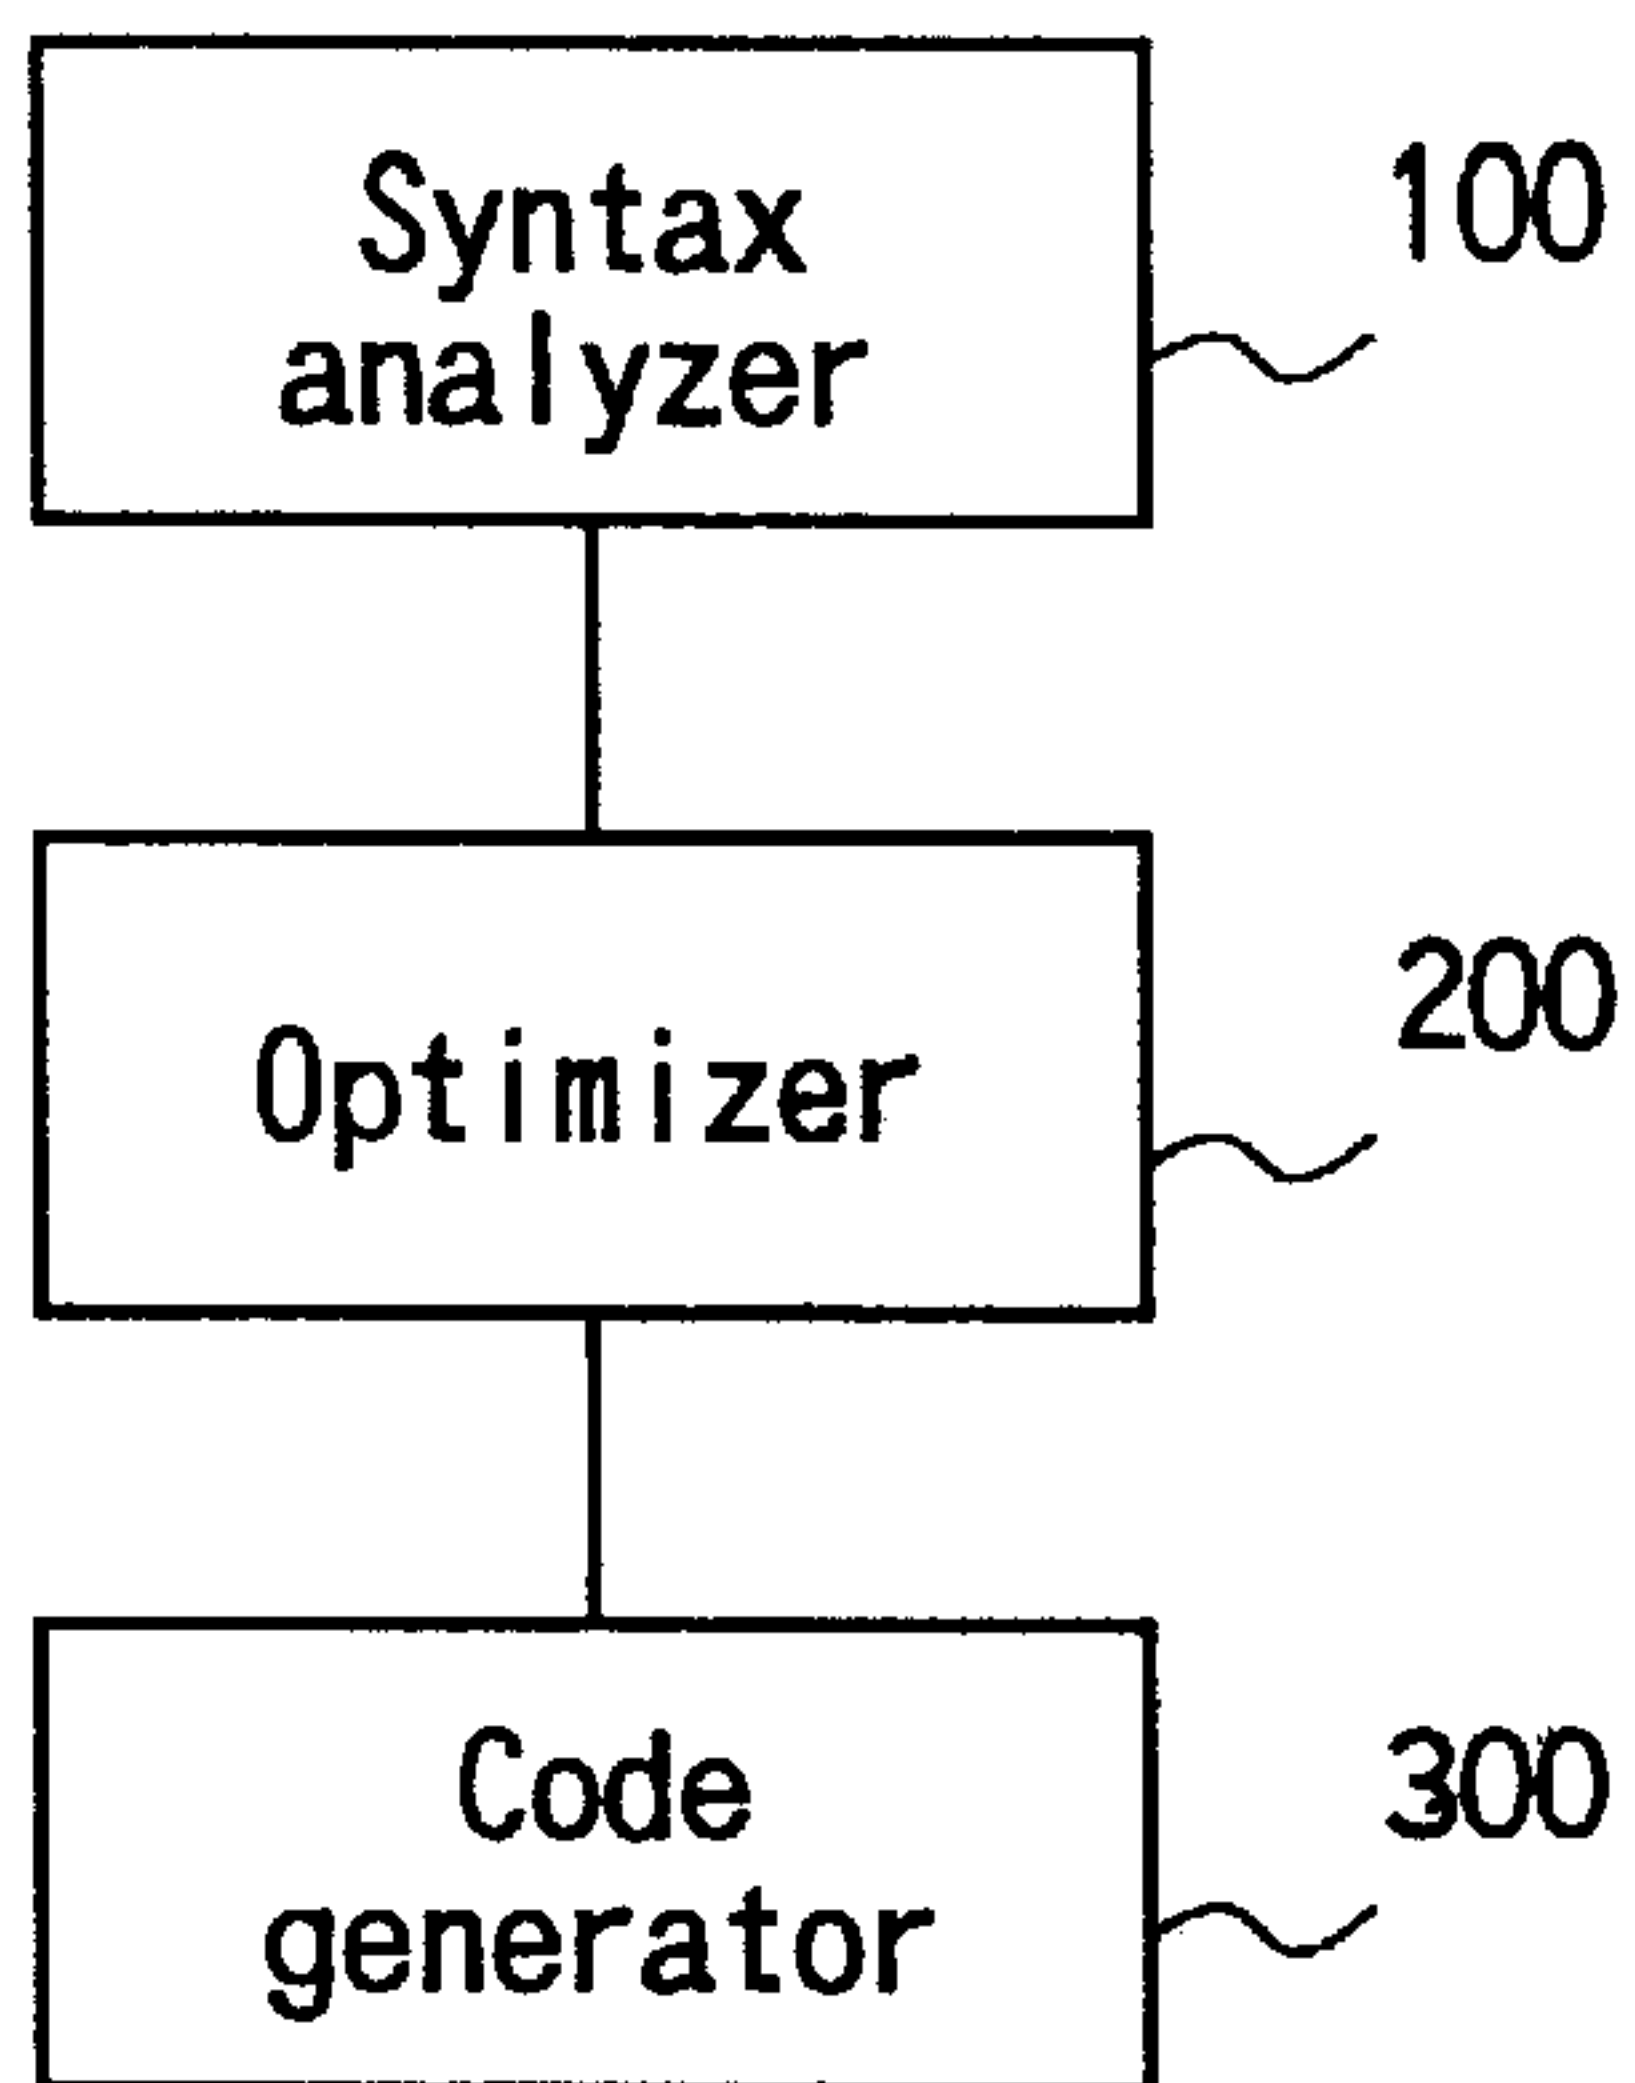 Syntax
analyzer
100
Optimizer
200
Code
generator
300